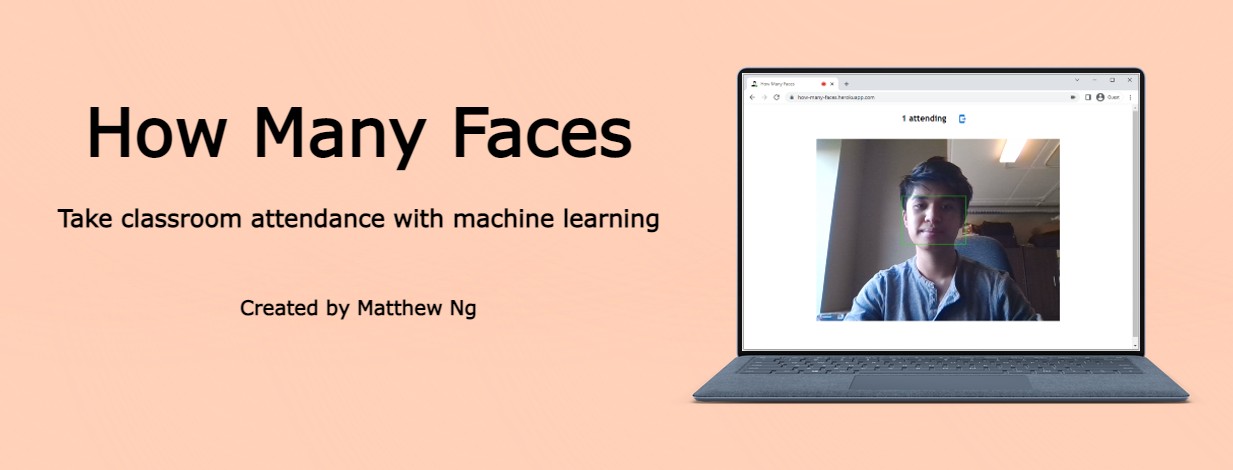 How Many Faces
Take classroom attendance with machine learning
Created by Matthew Ng
How Many Faces
how-many-faces.herokuapp.com
Guest
1 attending